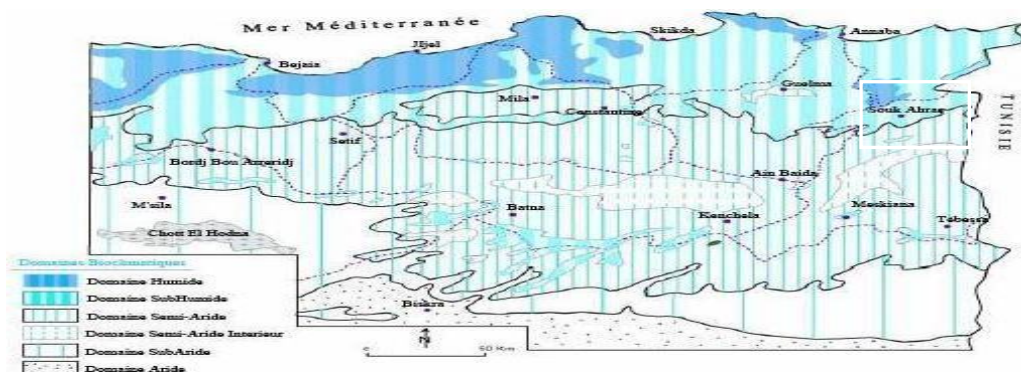 Mer Méditerranée
Skikda
Annaba
JIjel
Bejaia
Guelma
Mila
Constantine
Souk Ahras
TUNISIE
Setif
Bordj Bou Arreridj
Ain Baida
M'sila
Batna
Kenchela
Meskiana
Tebessa
Chott El Hodna
Domaines Bioclimatiques
Domaine Humide
Domaine SubHumide
Domaine Semi-Aride
Domaine Semi-Aride Interieur
Domaine SubAride
Domaine Aride
Biskra
N
0 50 Km